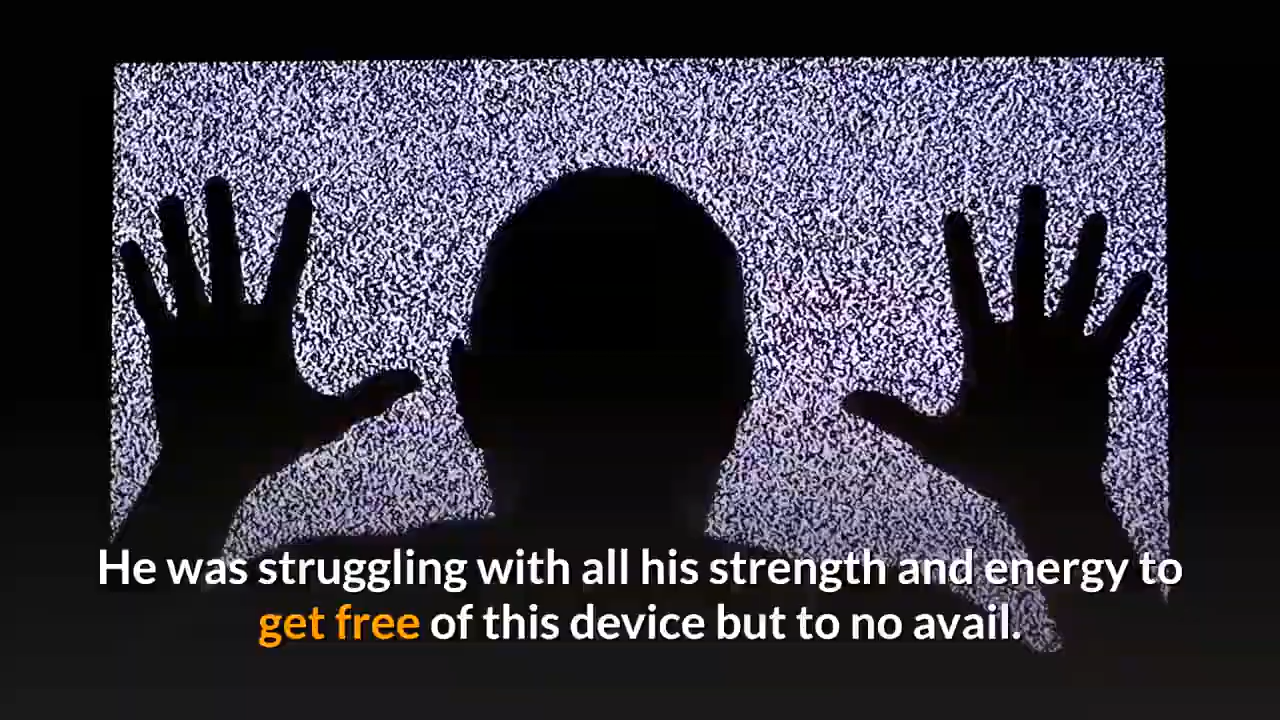 He was struggling with all his strength and energy to
get free of this device but to no avail.